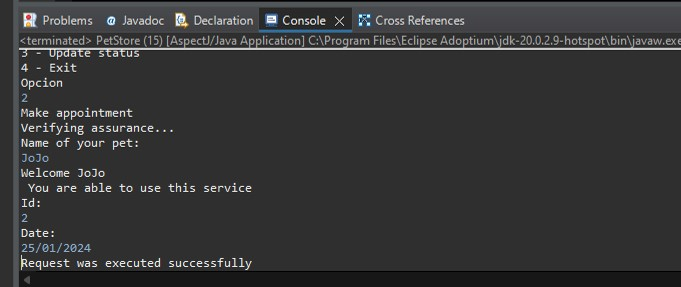 Problems @ Javadoc Declaration Console Cross References
<terminated> PetStore (15) [AspectJ/Java Application] C:\Program Files\Eclipse Adoptium\jdk-20.0.2.9-hotspot\bin\javaw.exe
3 - Update status
4 - Exit
Opcion
2
Make appointment
Verifying assurance...
Name of your pet:
JoJo
Welcome JoJo
You are able to use this service
Id:
2
Date:
25/01/2024
Request was executed successfully